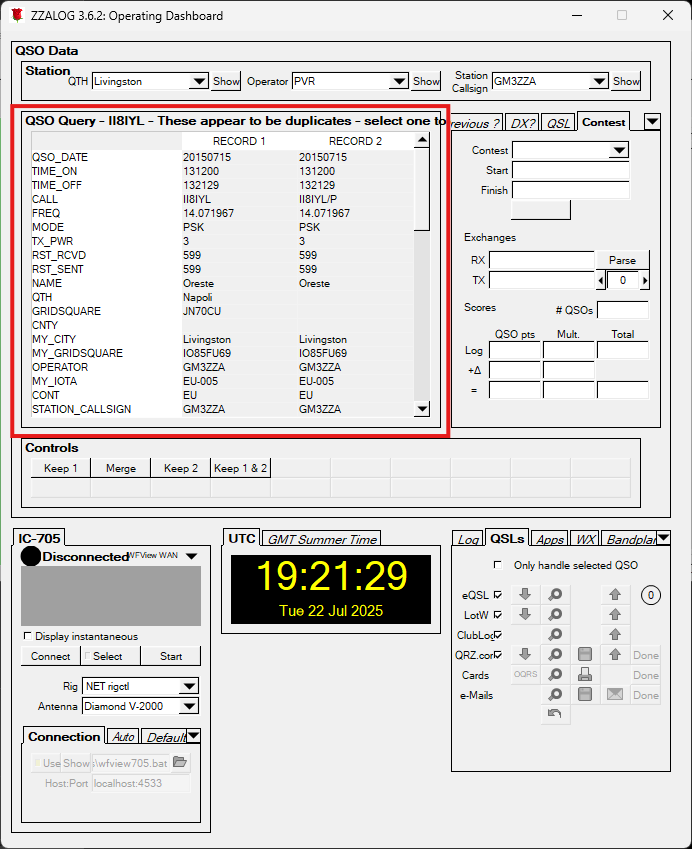 ZZALOG 3.6.2: Operating Dashboard
QSO Data
Station
QTH Livingston Show Operator PVR Show Station Callsign GM3ZZA Show
QSO Query - II8IYL - These appear to be duplicates - select one to
RECORD 1 RECORD 2
QSO_DATE 20150715 20150715
TIME_ON 131200 131200
TIME_OFF 132129 132129
CALL II8IYL II8IYL/P
FREQ 14.071967 14.071967
MODE PSK PSK
TX_PWR 3 3
RST_RCVD 599 599
RST_SENT 599 599
NAME Oreste Oreste
QTH Napoli
GRIDSQUARE JN70CU
CNTY
MY_CITY Livingston Livingston
MY_GRIDSQUARE IO85FU69 IO85FU69
OPERATOR GM3ZZA GM3ZZA
MY_IOTA EU-005 EU-005
CONT EU EU
STATION_CALLSIGN GM3ZZA GM3ZZA
revious ? DX? QSL Contest
Contest
Start
Finish
Exchanges
RX Parse
TX 0
Scores # QSOs
QSO pts Mult. Total
Log
+Δ
=
Controls
Keep 1 Merge Keep 2 Keep 1 & 2
IC-705
Disconnected WFView WAN
Display instantaneous
Connect Select Start
Rig NET rigctl
Antenna Diamond V-2000
Connection Auto Default
Use Show s\wfview705.bat
Host:Port localhost:4533
UTC GMT Summer Time
19:21:29
Tue 22 Jul 2025
Log QSLs Apps WX Bandplan
Only handle selected QSO
eQSL 0
LotW
ClubLog
QRZ.com Done
Cards OQRS Done
e-Mails Done